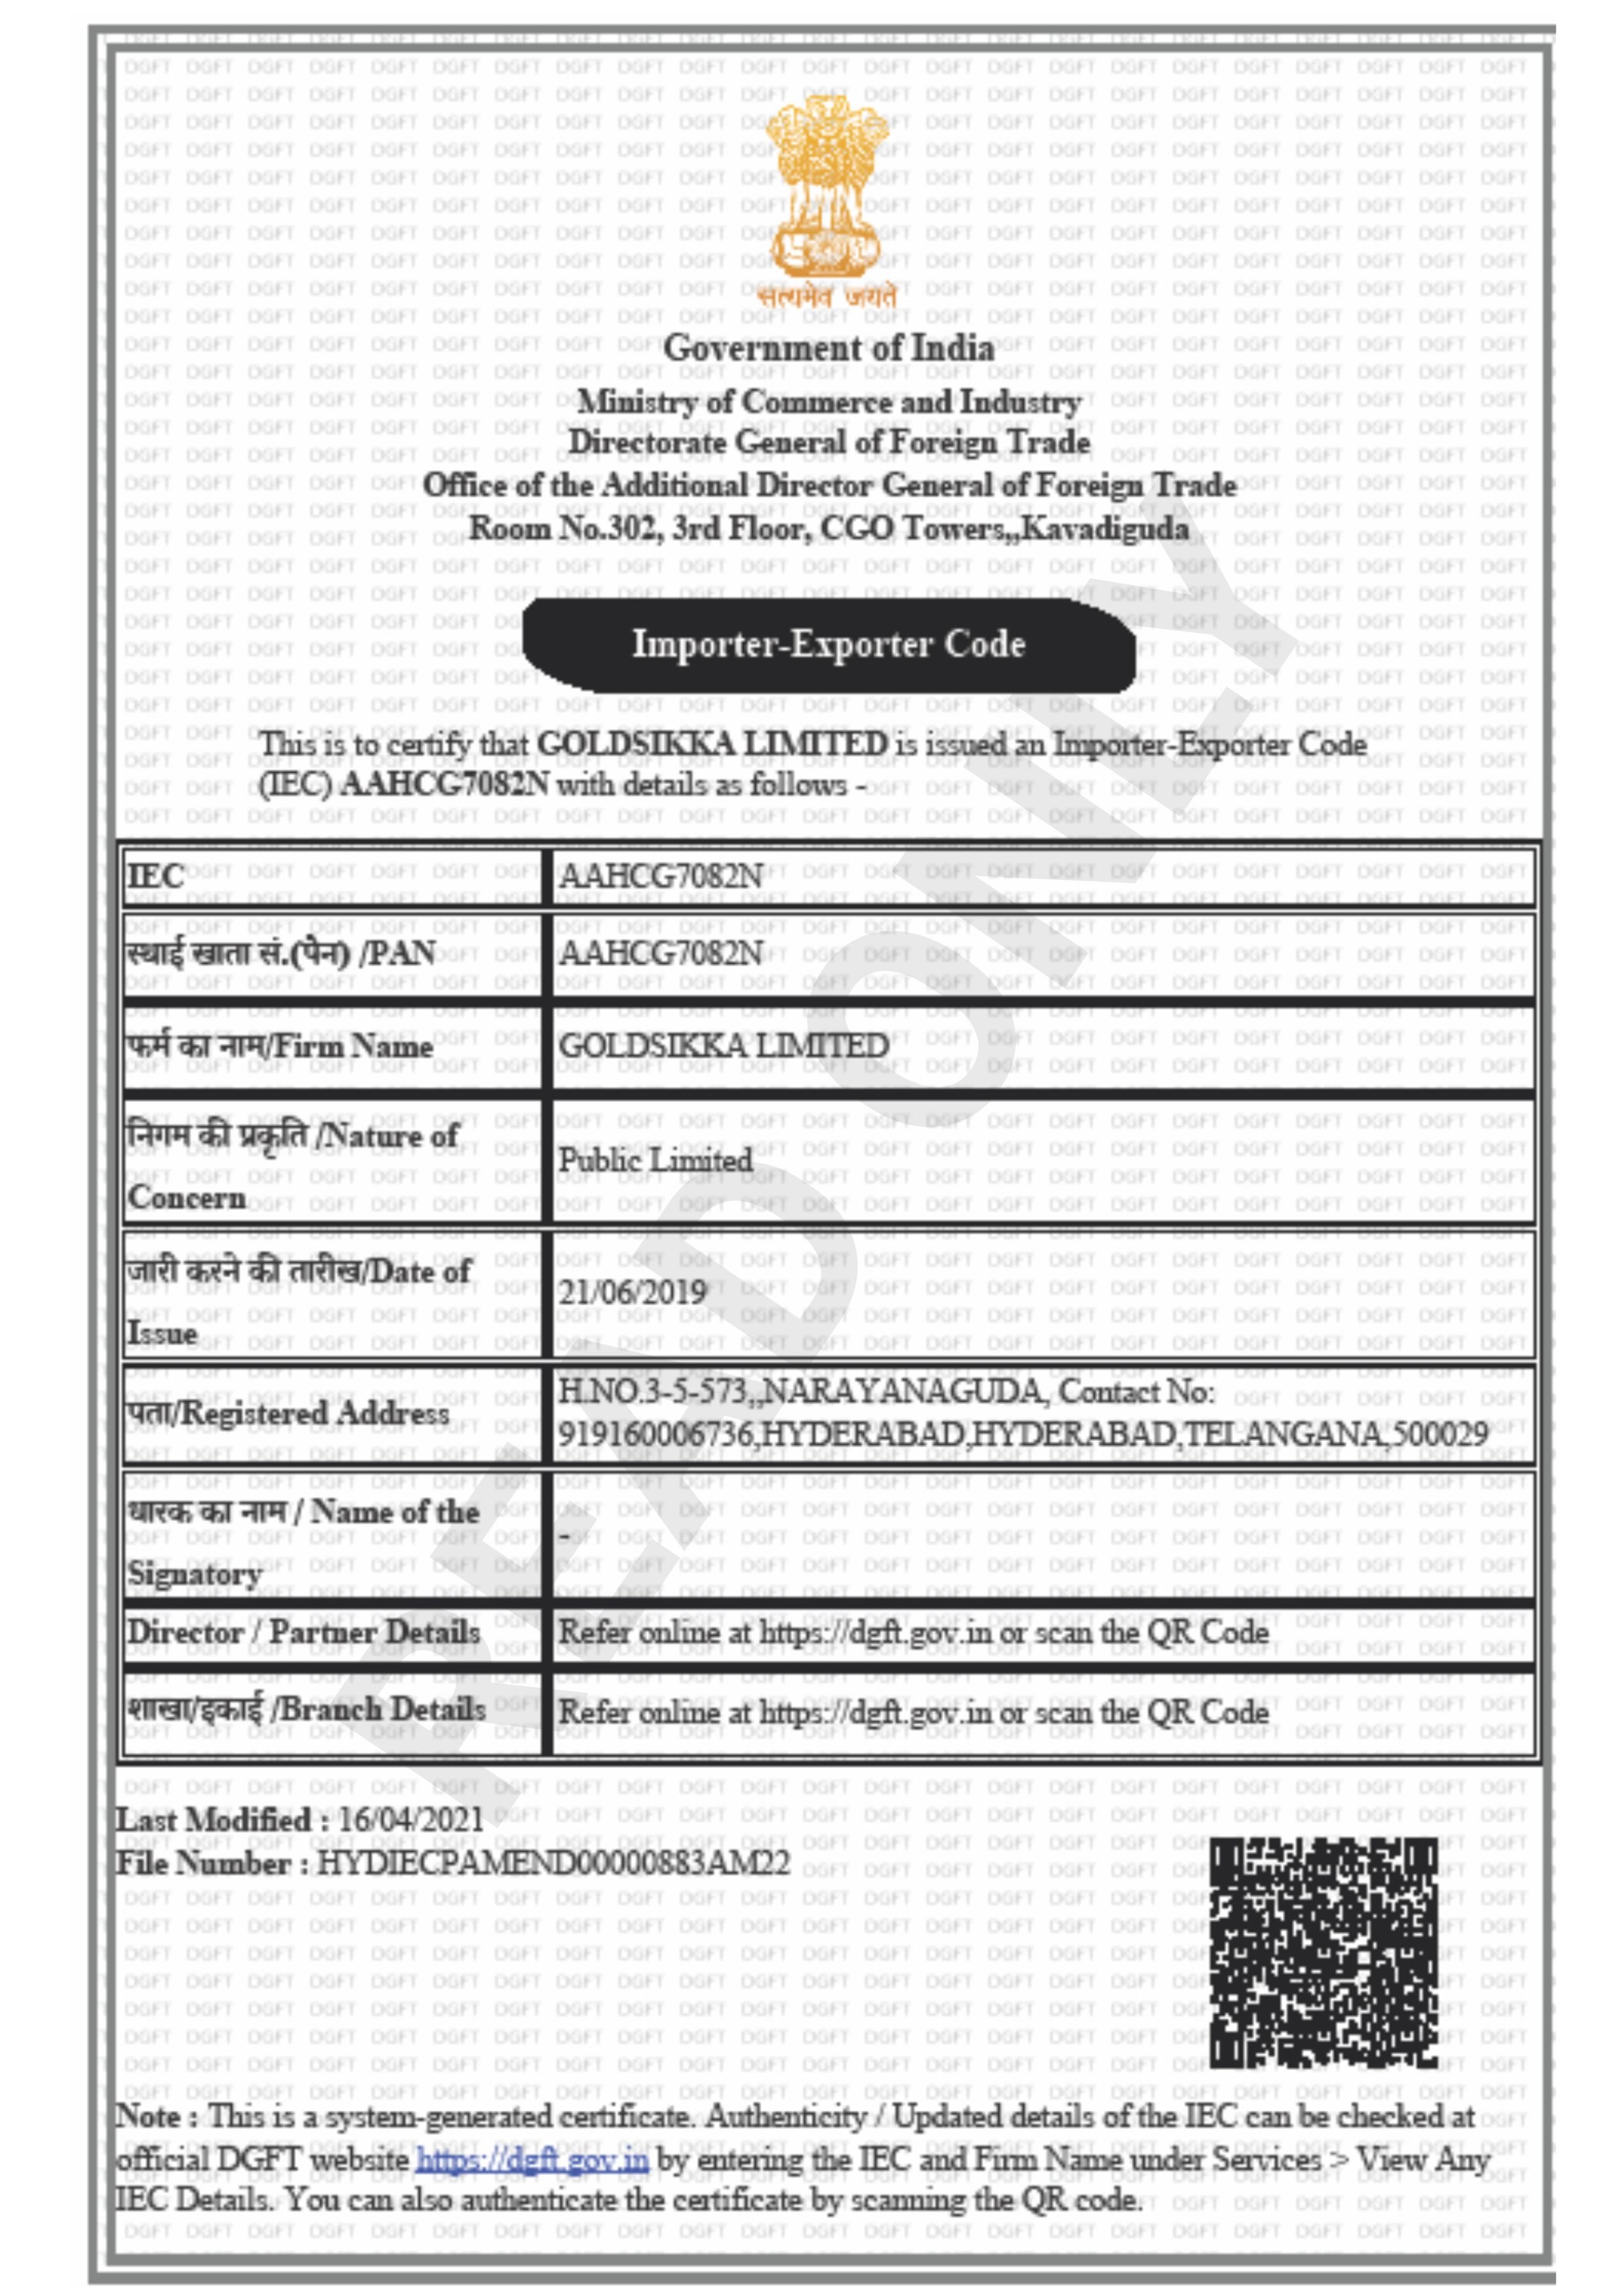 सत्यमेव जयते
Government of India
Ministry of Commerce and Industry
Directorate General of Foreign Trade
Office of the Additional Director General of Foreign Trade
Room No.302, 3rd Floor, CGO Towers,,Kavadiguda
Importer-Exporter Code
This is to certify that GOLDSIKKA LIMITED is issued an Importer-Exporter Code
(IEC) AAHCG7082N with details as follows -
IEC AAHCG7082N
स्थाई खाता सं.(पैन) /PAN AAHCG7082N
फर्म का नाम/Firm Name GOLDSIKKA LIMITED
निगम की प्रकृति /Nature of
Concern
Public Limited
जारी करने की तारीख/Date of
Issue
21/06/2019
पता/Registered Address
H.NO.3-5-573,,NARAYANAGUDA, Contact No:
919160006736,HYDERABAD,HYDERABAD,TELANGANA,500029
धारक का नाम / Name of the
Signatory
-
Director / Partner Details Refer online at https://dgft.gov.in or scan the QR Code
शाखा/इकाई /Branch Details Refer online at https://dgft.gov.in or scan the QR Code
READ ONLY
Last Modified : 16/04/2021
File Number : HYDIECPAMEND00000883AM22
Note : This is a system-generated certificate. Authenticity / Updated details of the IEC can be checked at
official DGFT website https://dgft.gov.in by entering the IEC and Firm Name under Services > View Any
IEC Details. You can also authenticate the certificate by scanning the QR code.